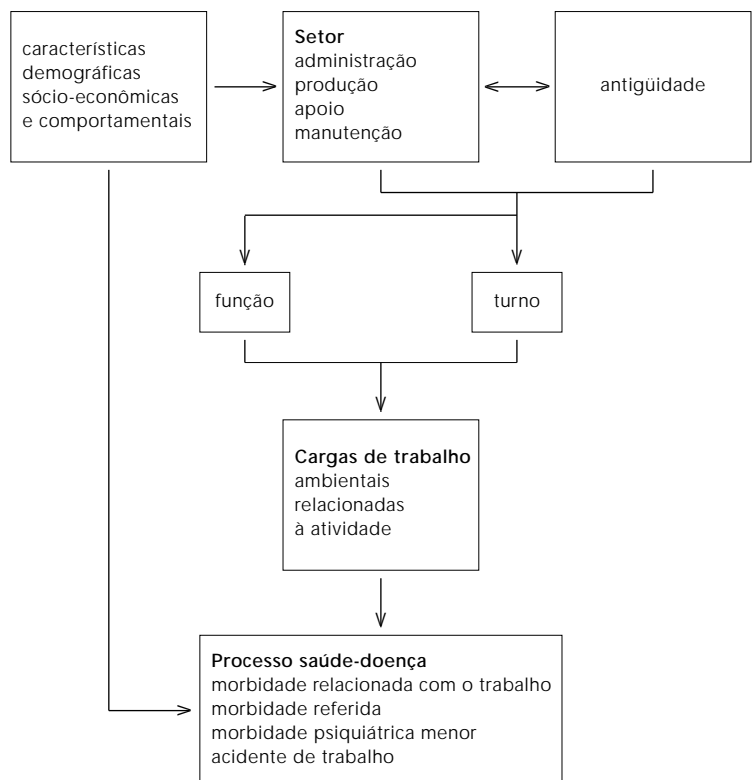 características
demográficas
sócio-econômicas
e comportamentais
Setor
administração
produção
apoio
manutenção
antigüidade
função
turno
Cargas de trabalho
ambientais
relacionadas
à atividade
Processo saúde-doença
morbidade relacionada com o trabalho
morbidade referida
morbidade psiquiátrica menor
acidente de trabalho